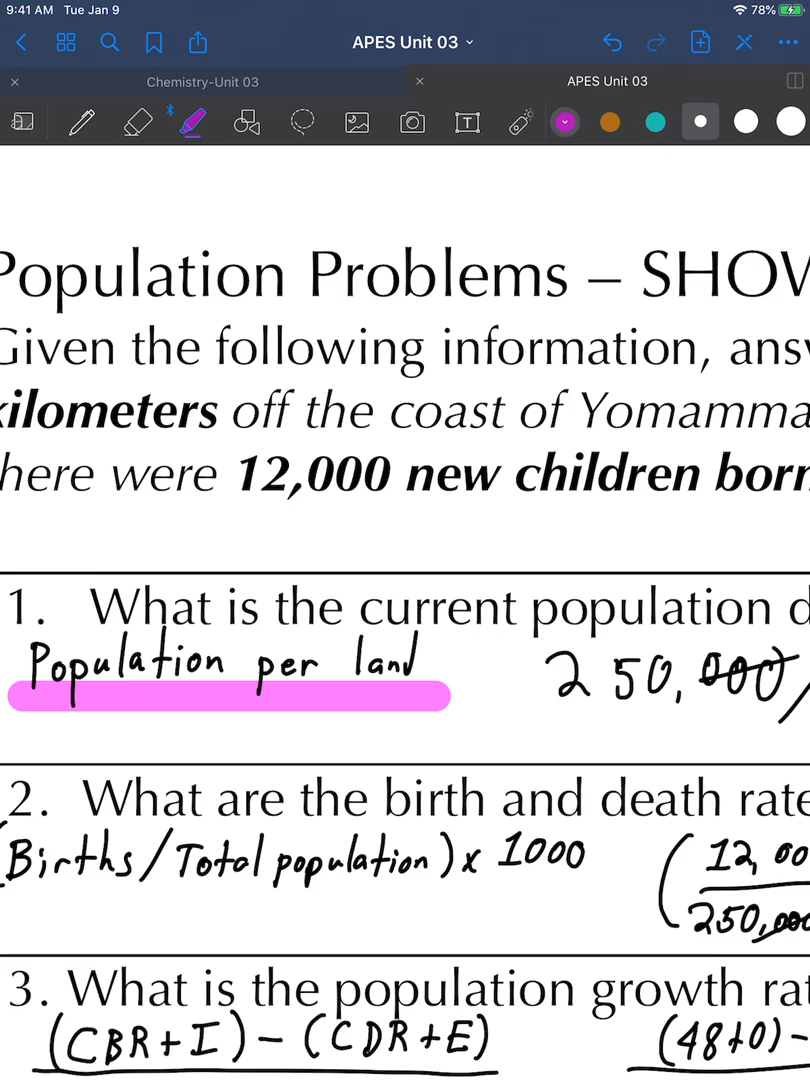 9:41 AM Tue Jan 9 78%
APES Unit 03
Chemistry-Unit 03 APES Unit 03
T
Population Problems – SHOW
Given the following information, answ
kilometers off the coast of Yomamma
here were 12,000 new children born
1. What is the current population d
Population per land 250,000/
2. What are the birth and death rate
(Births/Total population) x 1000 (12,00
250,000
3. What is the population growth rat
(CBR+I) - (CDR+E) (48+0) -